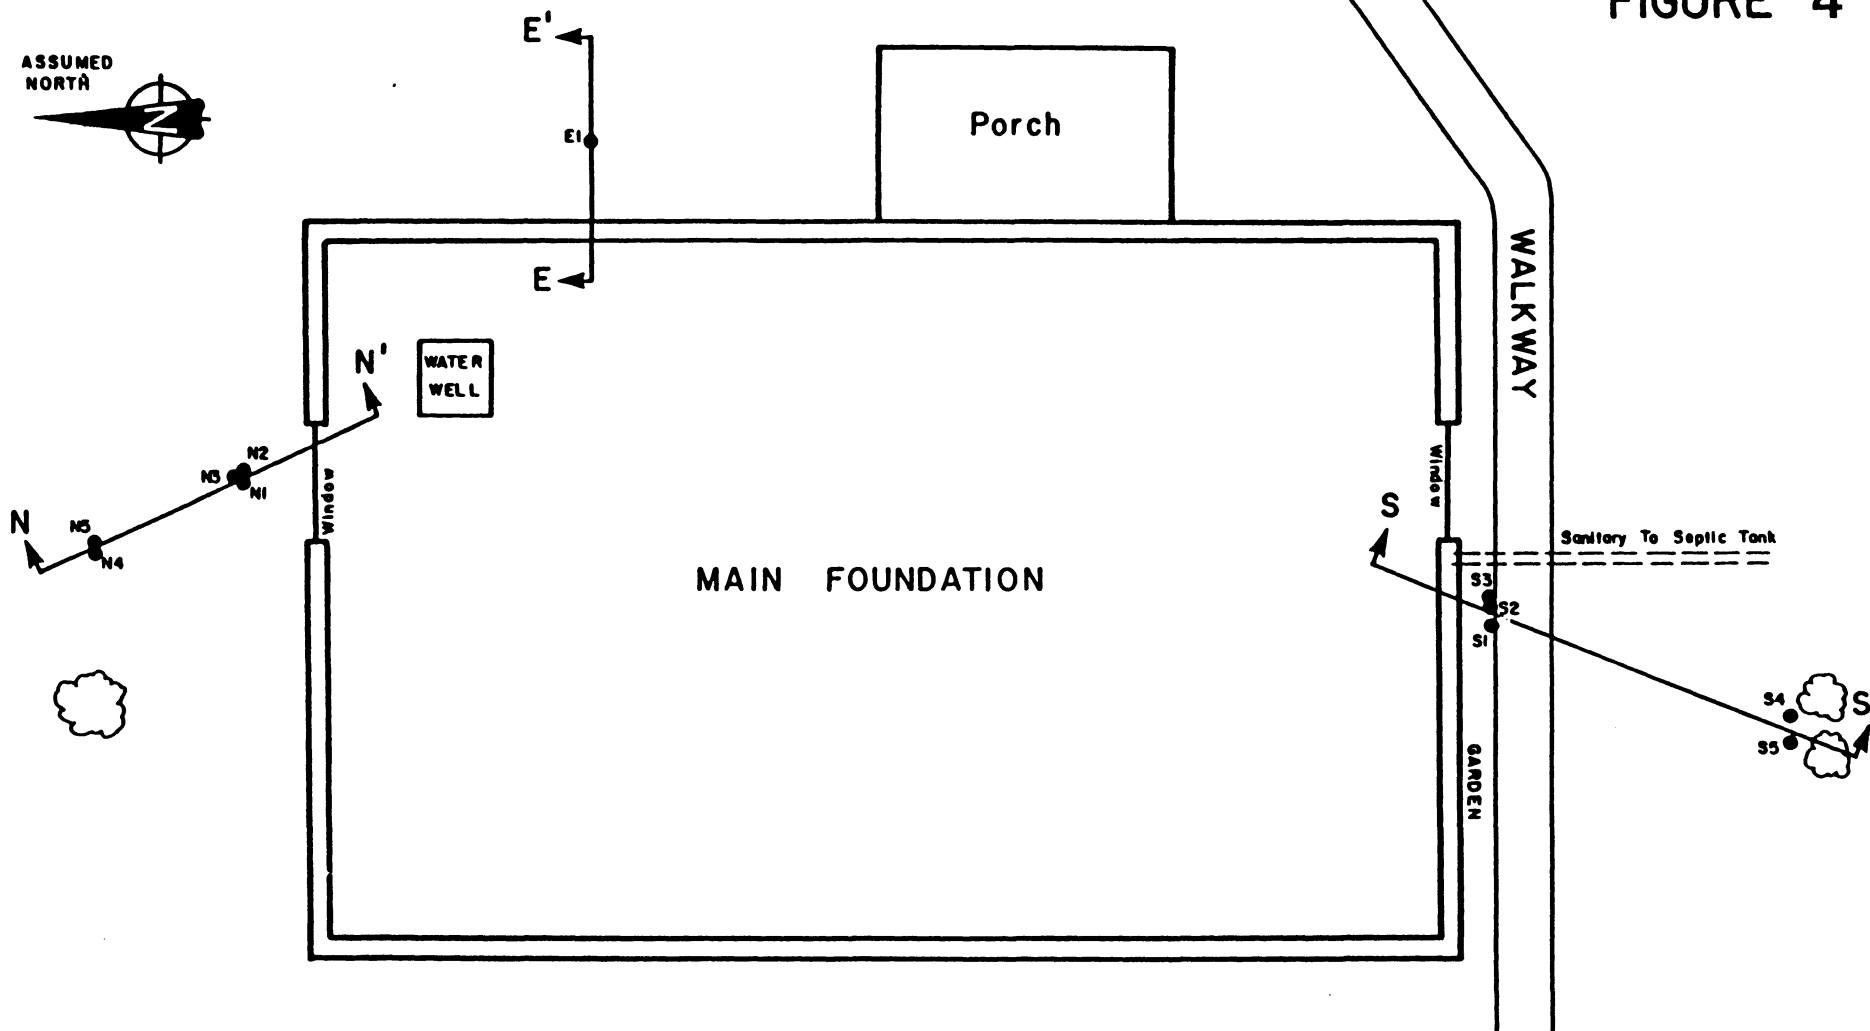 FIGURE 4
ASSUMED
NORTH
N
E'
E1
E
Porch
WALKWAY
N'
WATER
WELL
N2
N3
N1
N
N5
N4
Window
Window
S
Sanitary To Septic Tank
MAIN FOUNDATION
S3
S2
S1
GARDEN
S4
S5
S